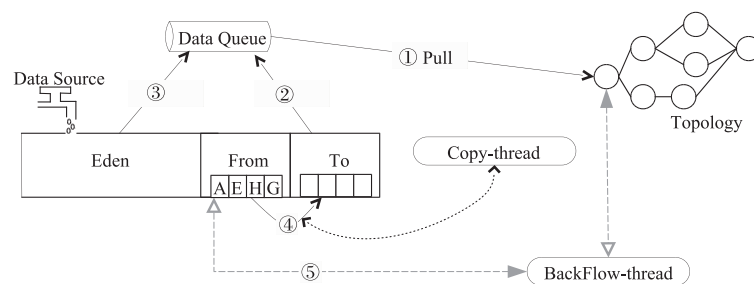 Data Queue
① Pull
Data Source
③
②
Topology
Eden
From
To
Copy-thread
A E H G
④
⑤
BackFlow-thread